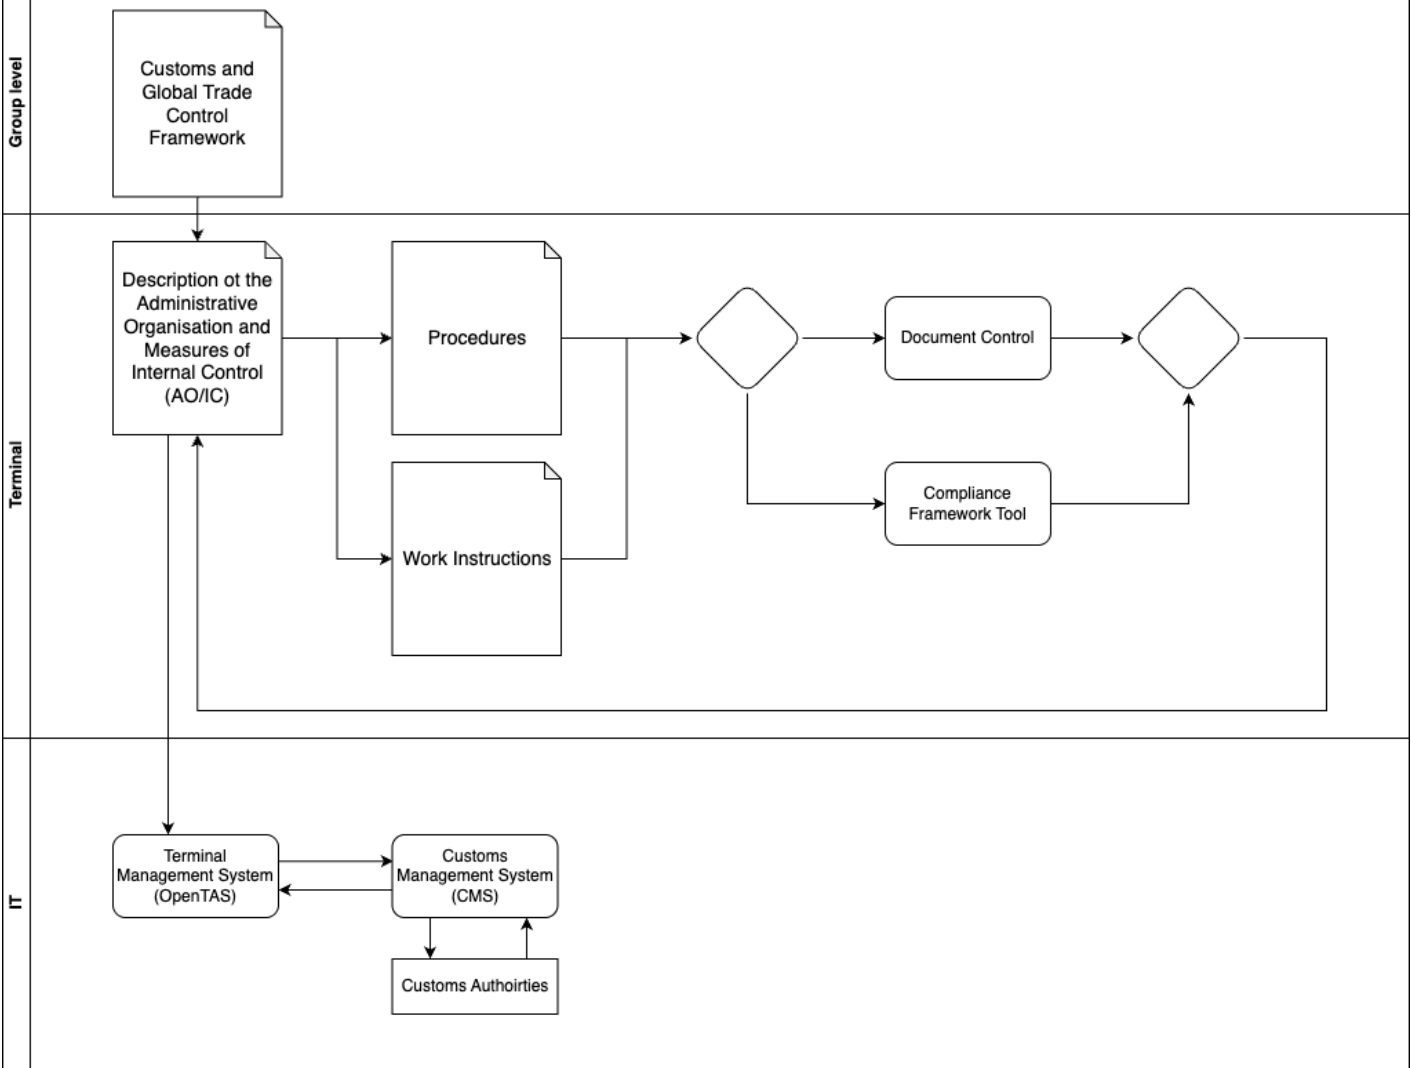 Group level
Customs and
Global Trade
Control
Framework
Terminal
Description ot the
Administrative
Organisation and
Measures of
Internal Control
(AO/IC)
Procedures
Work Instructions
Document Control
Compliance
Framework Tool
IT
Terminal
Management System
(OpenTAS)
Customs
Management System
(CMS)
Customs Authoirties